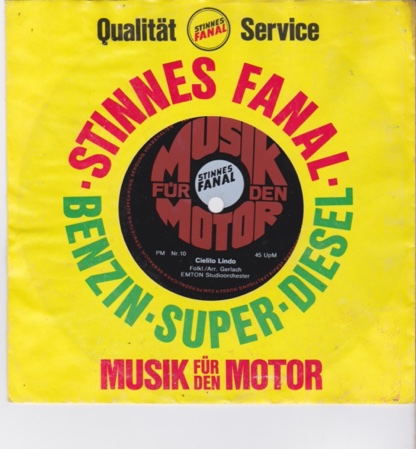 Qualität STINNES FANAL Service
·STINNES FANAL·
BENZIN·SUPER·DIESEL
MUSIK
FÜR DEN
MOTOR
STINNES
FANAL
PM Nr.10 45 UpM
Cielito Lindo
Folkl./Arr. Gerlach
EMTON Studioorchester
MUSIK FÜR DEN MOTOR